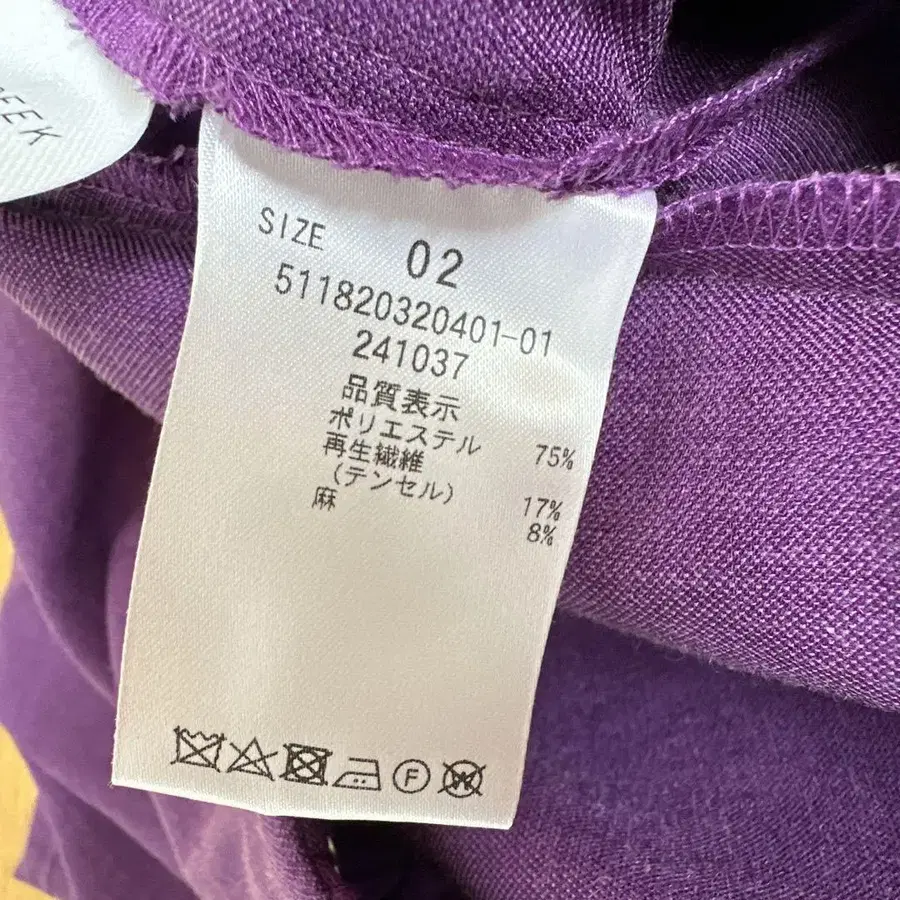 EEK
SIZE 02
511820320401-01
241037
品質表示
ポリエステル 75%
再生繊維
(テンセル) 17%
麻 8%
F
W